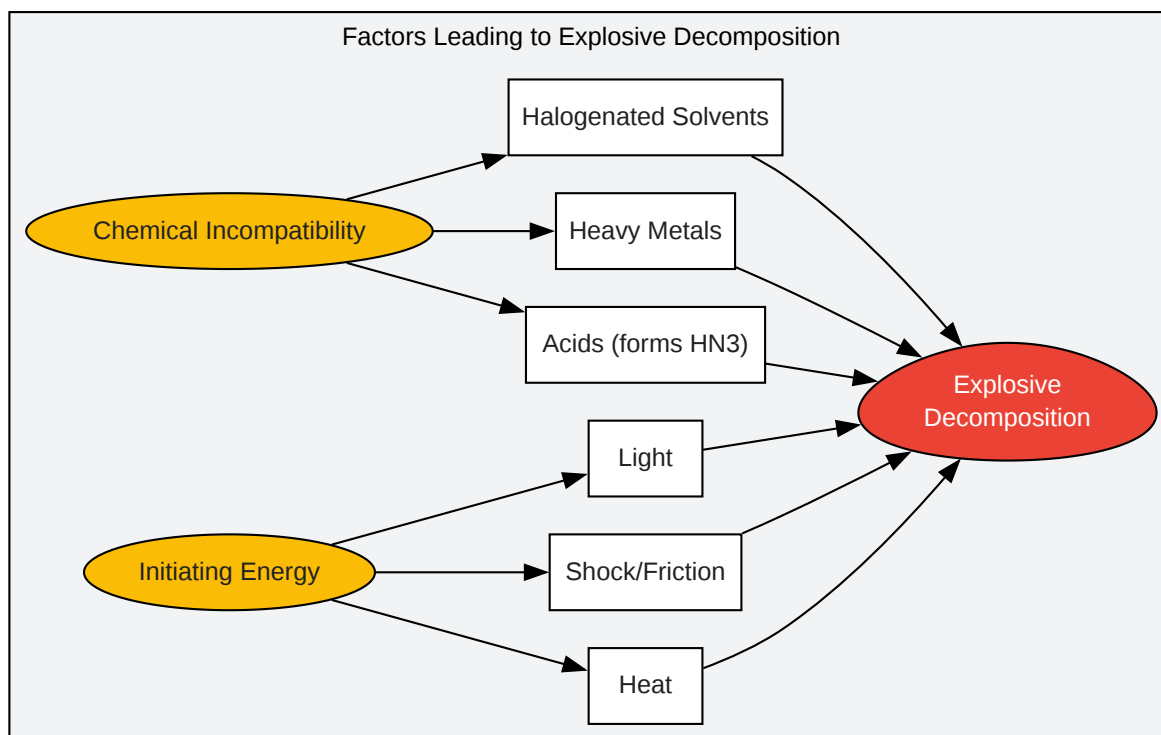 Factors Leading to Explosive Decomposition
Halogenated Solvents
Chemical Incompatibility
Heavy Metals
Acids (forms HN3)
Explosive
Decomposition
Light
Initiating Energy
Shock/Friction
Heat